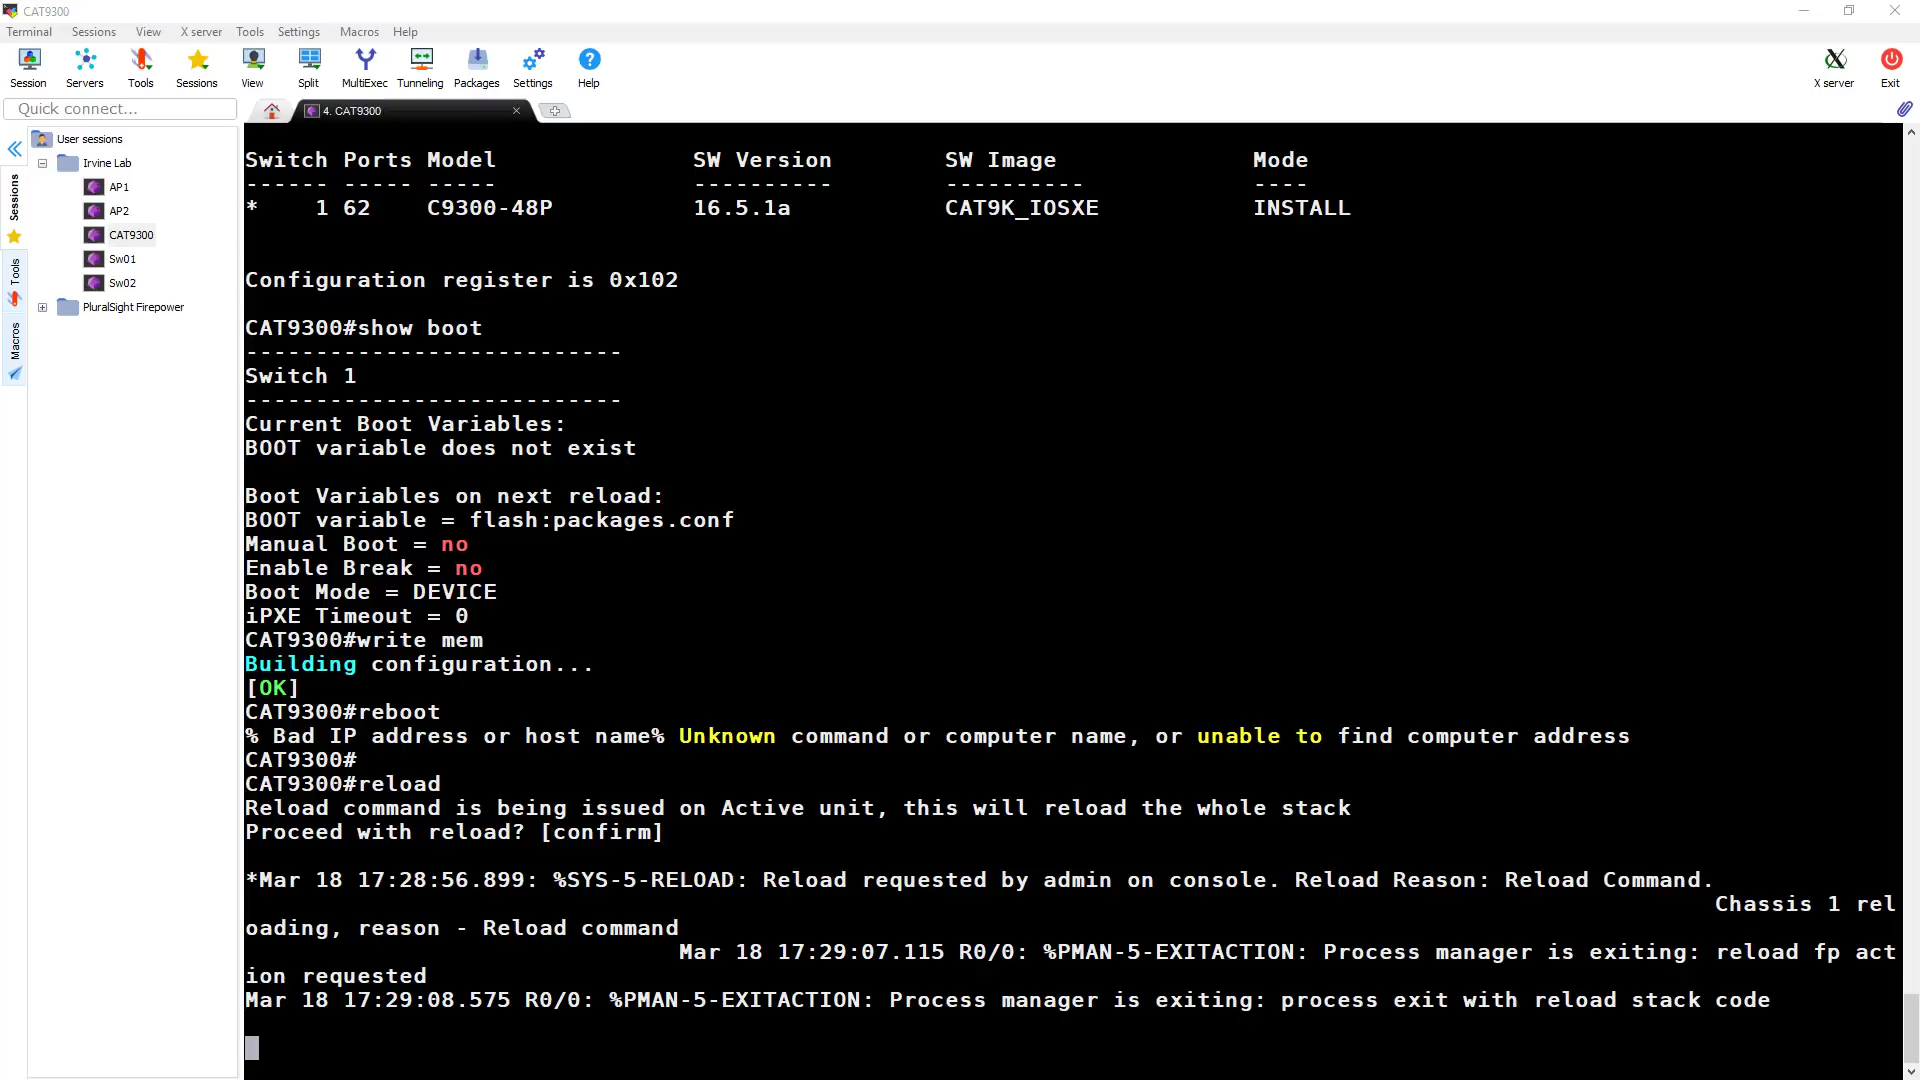 CAT9300
Terminal Sessions View X server Tools Settings Macros Help
Session Servers Tools Sessions View Split MultiExec Tunneling Packages Settings Help X server Exit
Quick connect...
4. CAT9300
User sessions
Irvine Lab
AP1
AP2
CAT9300
Sw01
Sw02
PluralSight Firepower
Sessions
Tools
Macros
Switch Ports Model SW Version SW Image Mode
------ ----- ----- ---------- ---------- ----
* 1 62 C9300-48P 16.5.1a CAT9K_IOSXE INSTALL
Configuration register is 0x102
CAT9300#show boot
---------------------------
Switch 1
---------------------------
Current Boot Variables:
BOOT variable does not exist
Boot Variables on next reload:
BOOT variable = flash:packages.conf
Manual Boot = no
Enable Break = no
Boot Mode = DEVICE
iPXE Timeout = 0
CAT9300#write mem
Building configuration...
[OK]
CAT9300#reboot
% Bad IP address or host name% Unknown command or computer name, or unable to find computer address
CAT9300#
CAT9300#reload
Reload command is being issued on Active unit, this will reload the whole stack
Proceed with reload? [confirm]
*Mar 18 17:28:56.899: %SYS-5-RELOAD: Reload requested by admin on console. Reload Reason: Reload Command.
Chassis 1 rel
oading, reason - Reload command
Mar 18 17:29:07.115 R0/0: %PMAN-5-EXITACTION: Process manager is exiting: reload fp act
ion requested
Mar 18 17:29:08.575 R0/0: %PMAN-5-EXITACTION: Process manager is exiting: process exit with reload stack code